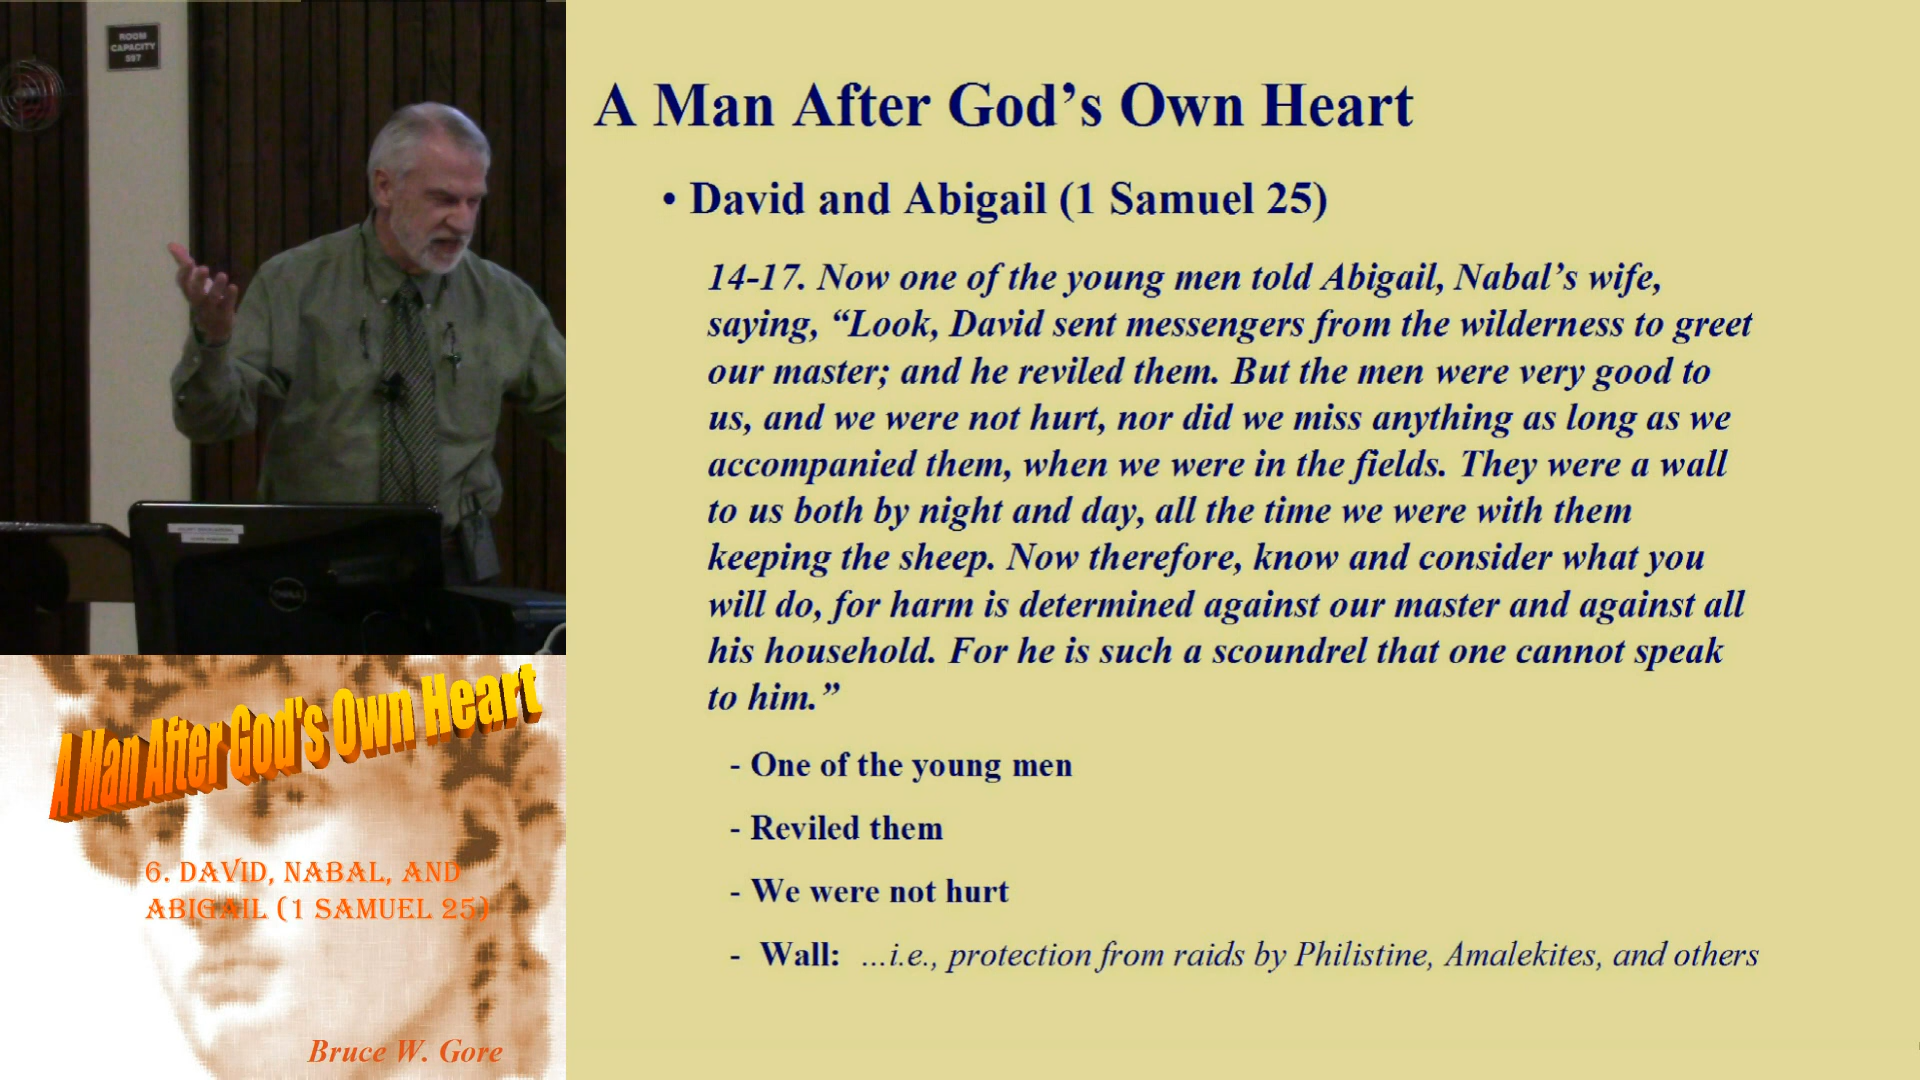 ROOM
CAPACITY
397
A Man After God's Own Heart
• David and Abigail (1 Samuel 25)
14-17. Now one of the young men told Abigail, Nabal's wife,
saying, “Look, David sent messengers from the wilderness to greet
our master; and he reviled them. But the men were very good to
us, and we were not hurt, nor did we miss anything as long as we
accompanied them, when we were in the fields. They were a wall
to us both by night and day, all the time we were with them
keeping the sheep. Now therefore, know and consider what you
will do, for harm is determined against our master and against all
his household. For he is such a scoundrel that one cannot speak
to him.”
- One of the young men
- Reviled them
- We were not hurt
- Wall: ...i.e., protection from raids by Philistine, Amalekites, and others
DELL
A Man After God's Own Heart
6. DAVID, NABAL, AND
ABIGAIL (1 SAMUEL 25)
Bruce W. Gore